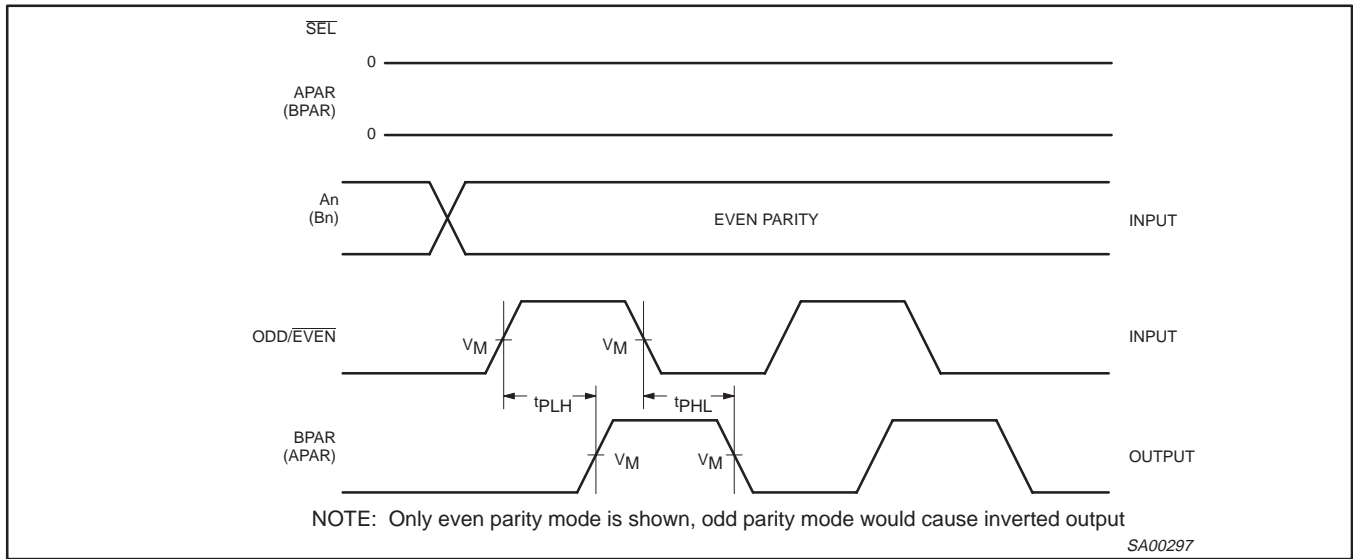 SEL
0
APAR
(BPAR)
0
An
(Bn)
EVEN PARITY
INPUT
ODD/EVEN
VM
VM
INPUT
tPLH
tPHL
BPAR
(APAR)
VM
VM
OUTPUT
NOTE: Only even parity mode is shown, odd parity mode would cause inverted output
SA00297